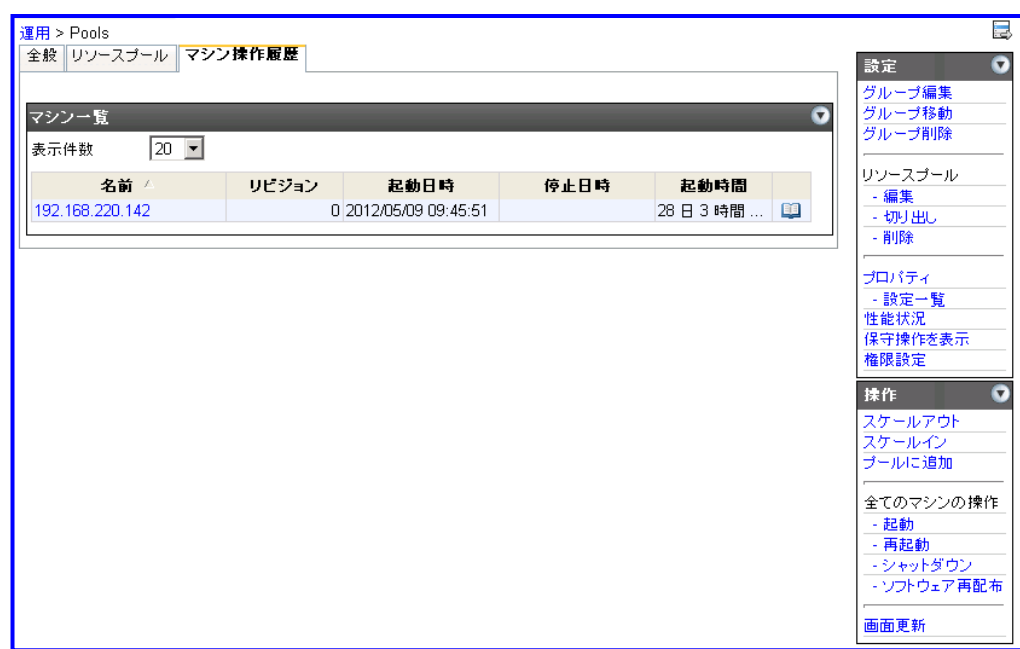 運用 > Pools
全般 リソースプール マシン操作履歴
マシン一覧
表示件数 20
名前 リビジョン 起動日時 停止日時 起動時間
192.168.220.142 0 2012/05/09 09:45:51 28 日 3 時間 ...
設定
グループ編集
グループ移動
グループ削除
リソースプール
- 編集
- 切り出し
- 削除
プロパティ
- 設定一覧
性能状況
保守操作を表示
権限設定
操作
スケールアウト
スケールイン
プールに追加
全てのマシンの操作
- 起動
- 再起動
- シャットダウン
- ソフトウェア再配布
画面更新